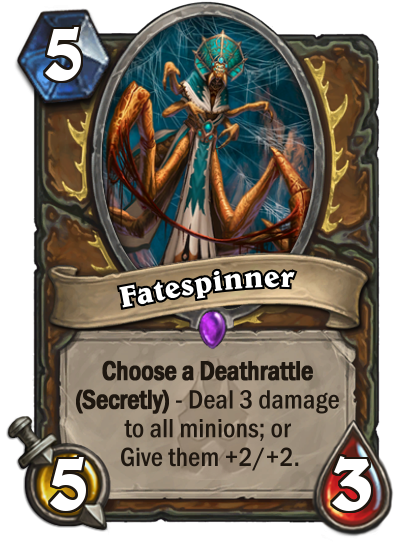 5
Fatespinner
Choose a Deathrattle
(Secretly) - Deal 3 damage
to all minions; or
Give them +2/+2.
5
3